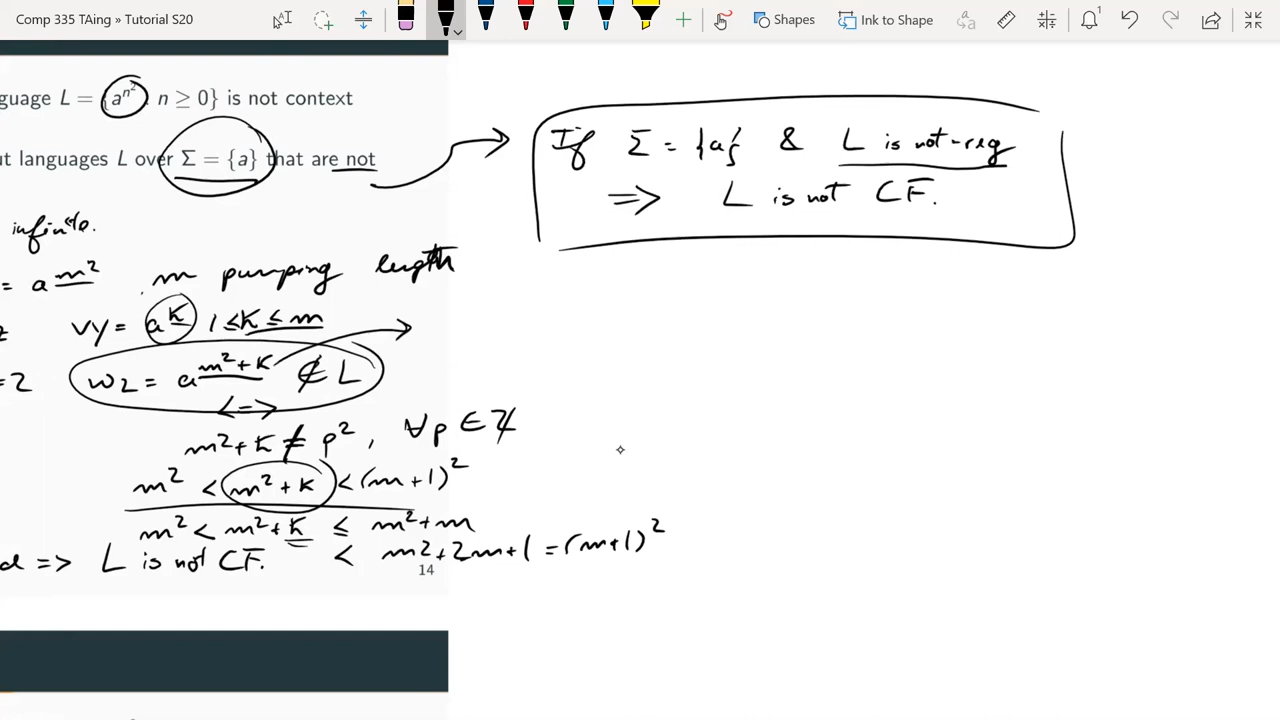 Comp 335 TAing » Tutorial S20
Shapes
Ink to Shape
guage L = {a^{n^2} n ≥ 0} is not context
ut languages L over Σ = {a} that are not
If Σ = {a} & L is not-reg
⟹ L is not CF.
infinite.
= a^{m^2} m pumping length
z vy = a^k 1 ≤ k ≤ m
=2 w2 = a^{m^2+k} ∉ L
<=>
m^2+k ≠ p^2, ∀p ∈ Z
m^2 < m^2+k < (m+1)^2
m^2 < m^2+k ≤ m^2+m
d => L is not CF. < m^2+2m+1 = (m+1)^2
14